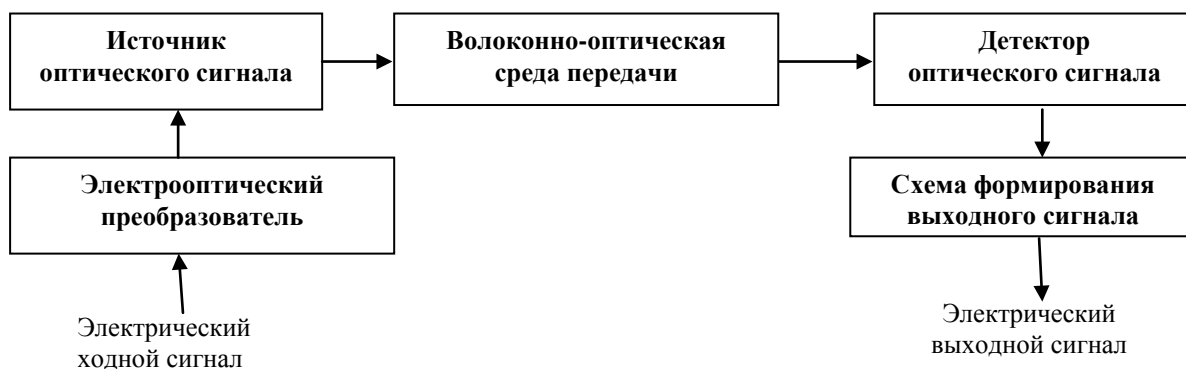 Источник
оптического сигнала
Волоконно-оптическая
среда передачи
Детектор
оптического сигнала
Электрооптический
преобразователь
Схема формирования
выходного сигнала
Электрический
ходной сигнал
Электрический
выходной сигнал